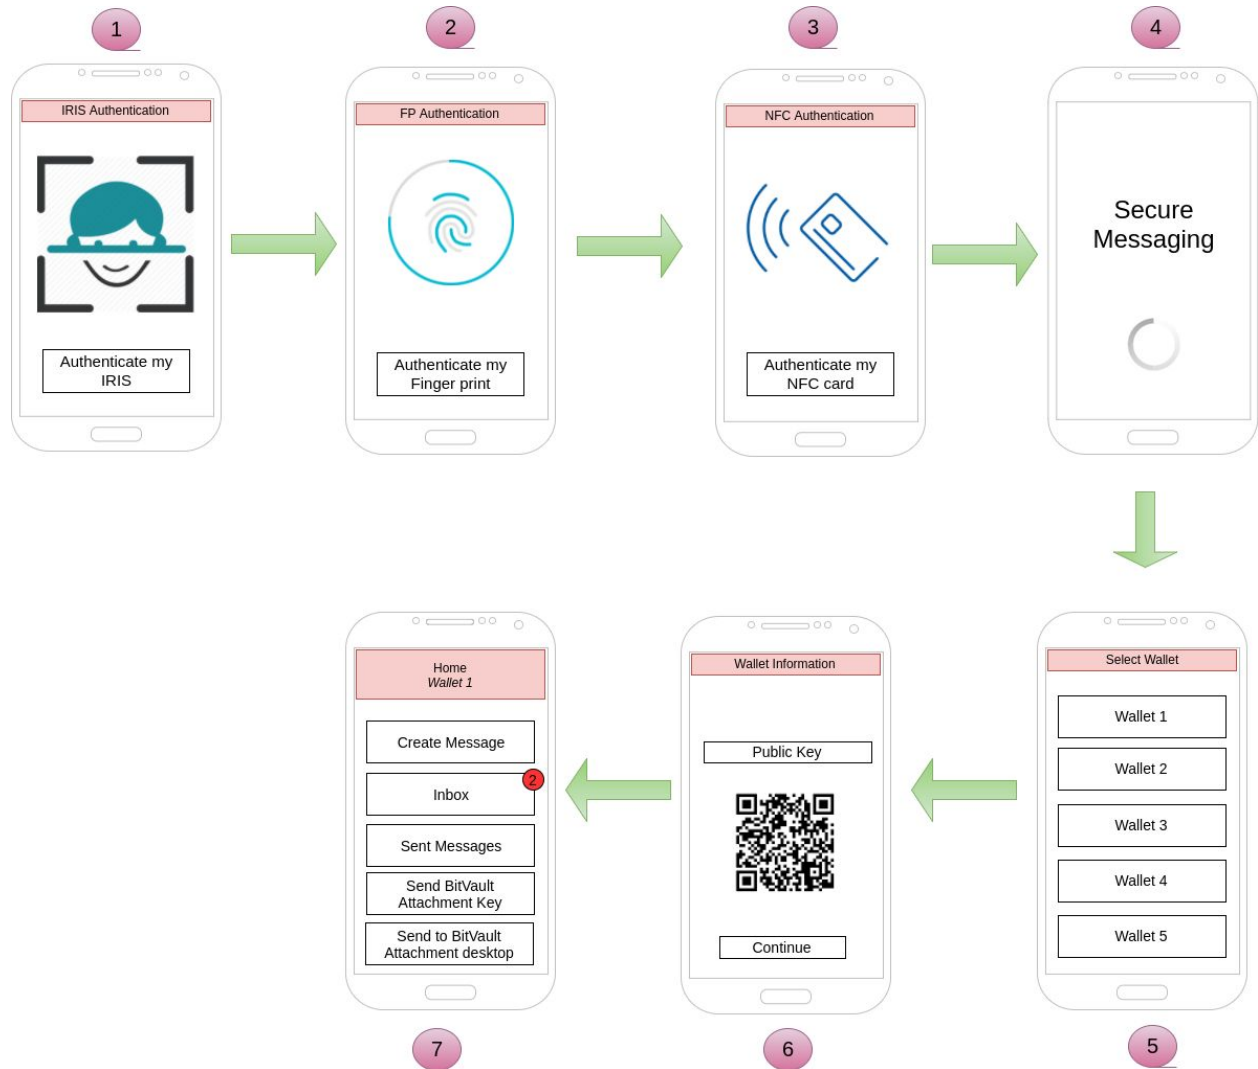 1
2
3
4
IRIS Authentication
Authenticate my
IRIS
FP Authentication
Authenticate my
Finger print
NFC Authentication
Authenticate my
NFC card
Secure
Messaging
Select Wallet
Wallet 1
Wallet 2
Wallet 3
Wallet 4
Wallet 5
5
Wallet Information
Public Key
Continue
6
Home
Wallet 1
Create Message
Inbox
2
Sent Messages
Send BitVault
Attachment Key
Send to BitVault
Attachment desktop
7